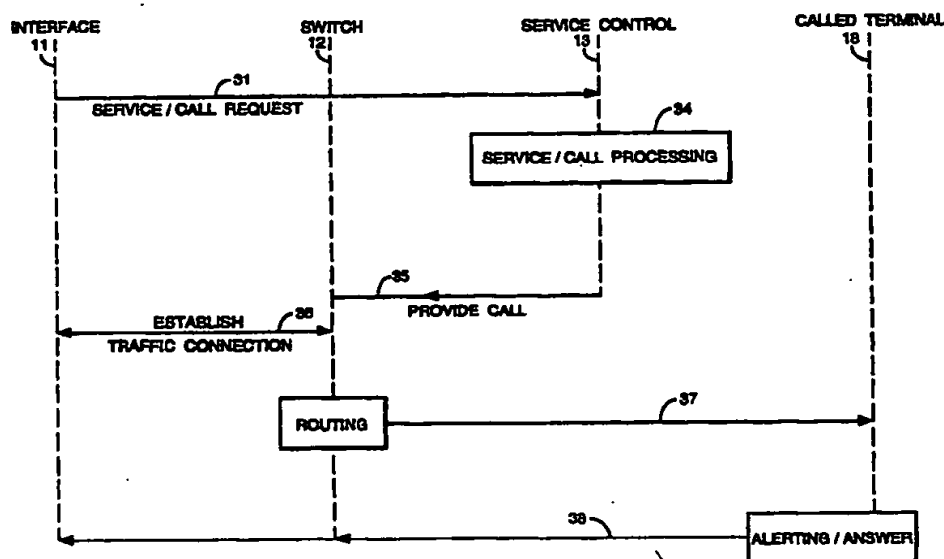 INTERFACE SWITCH SERVICE CONTROL CALLED TERMINAL
11 12 13 18
31
SERVICE / CALL REQUEST
34
SERVICE / CALL PROCESSING
35
PROVIDE CALL
ESTABLISH 36
TRAFFIC CONNECTION
37
ROUTING
38
ALERTING / ANSWER